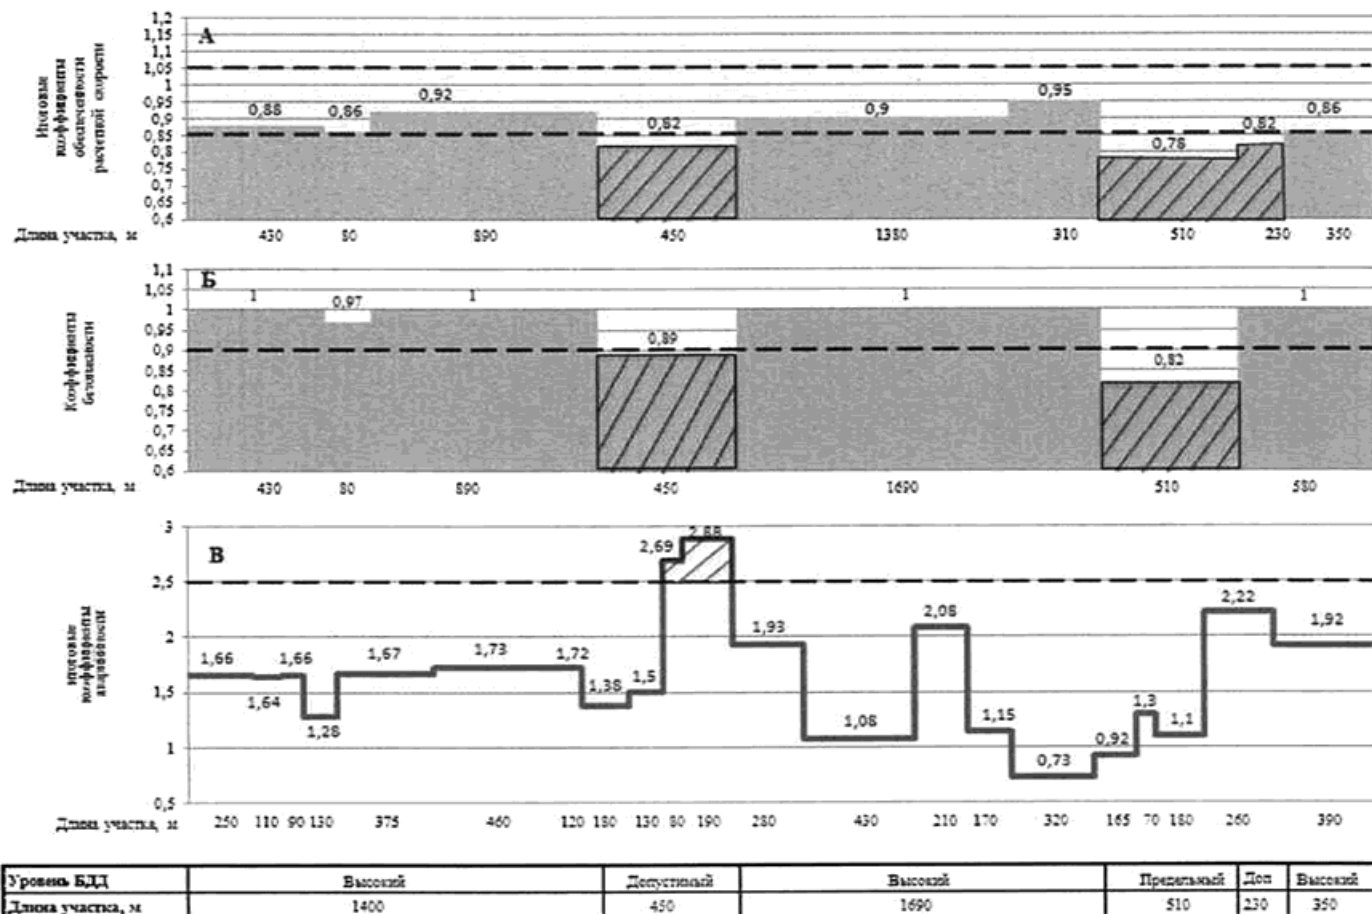 А
Итоговые
коэффициенты
обеспеченности
расчетной скорости
1,2
1,15
1,1
1,05
1
0,95
0,9
0,85
0,8
0,75
0,7
0,65
0,6
0,88 0,86 0,92 0,82 0,9 0,95 0,78 0,82 0,86
Длина участка, м 430 80 890 450 1380 310 510 230 350
Б
Коэффициенты
безопасности
1,1
1,05
1
0,95
0,9
0,85
0,8
0,75
0,7
0,65
0,6
1 0,97 1 0,89 1 0,82 1
Длина участка, м 430 80 890 450 1690 510 580
В
итоговые
коэффициенты
аварийности
3
2,5
2
1,5
1
0,5
1,66 1,64 1,66 1,28 1,67 1,73 1,72 1,38 1,5 2,69 2,88 1,93 1,08 2,08 1,15 0,73 0,92 1,3 1,1 2,22 1,92
Длина участка, м 250 110 90 130 375 460 120 180 130 80 190 280 430 210 170 320 165 70 180 260 390
Уровень БДД Высокий Допустимый Высокий Предельный Доп Высокий
Длина участка, м 1400 450 1690 510 230 350